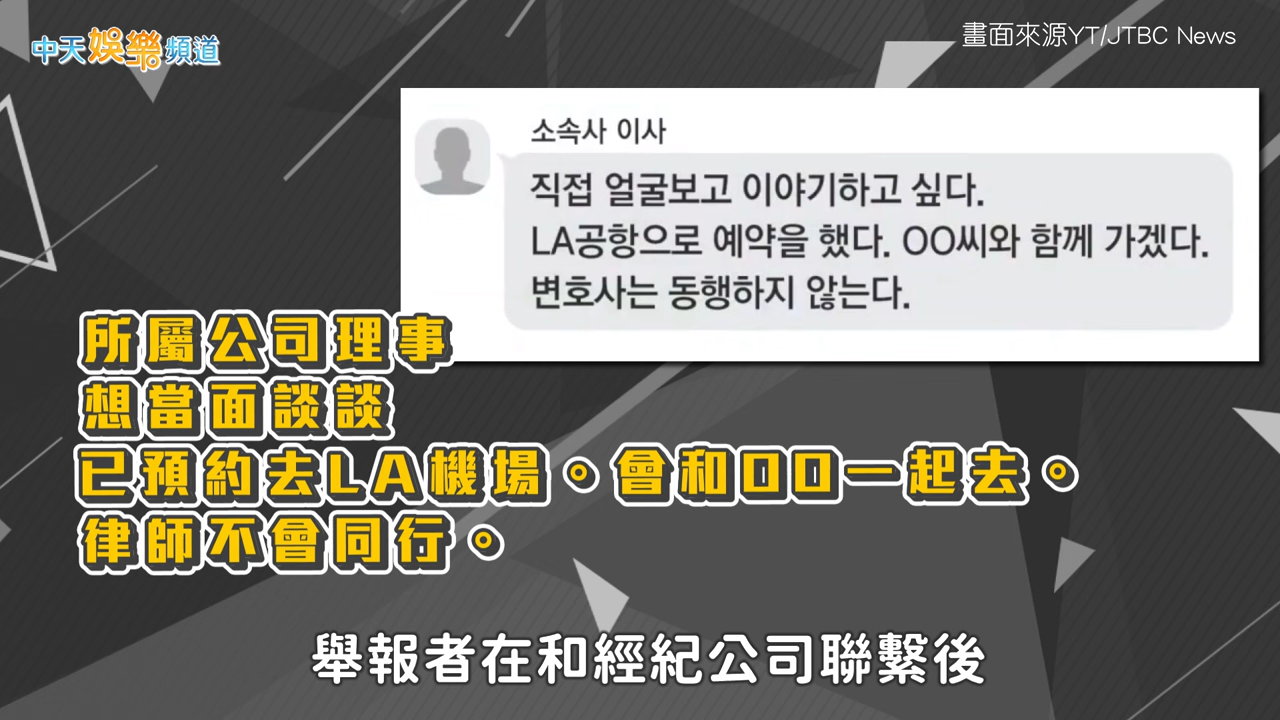 中天娛樂頻道
畫面來源YT/JTBC News
소속사 이사
직접 얼굴보고 이야기하고 싶다.
LA공항으로 예약을 했다. OO씨와 함께 가겠다.
변호사는 동행하지 않는다.
所屬公司理事
想當面談談
已預約去LA機場。會和OO一起去。
律師不會同行。
舉報者在和經紀公司聯繫後